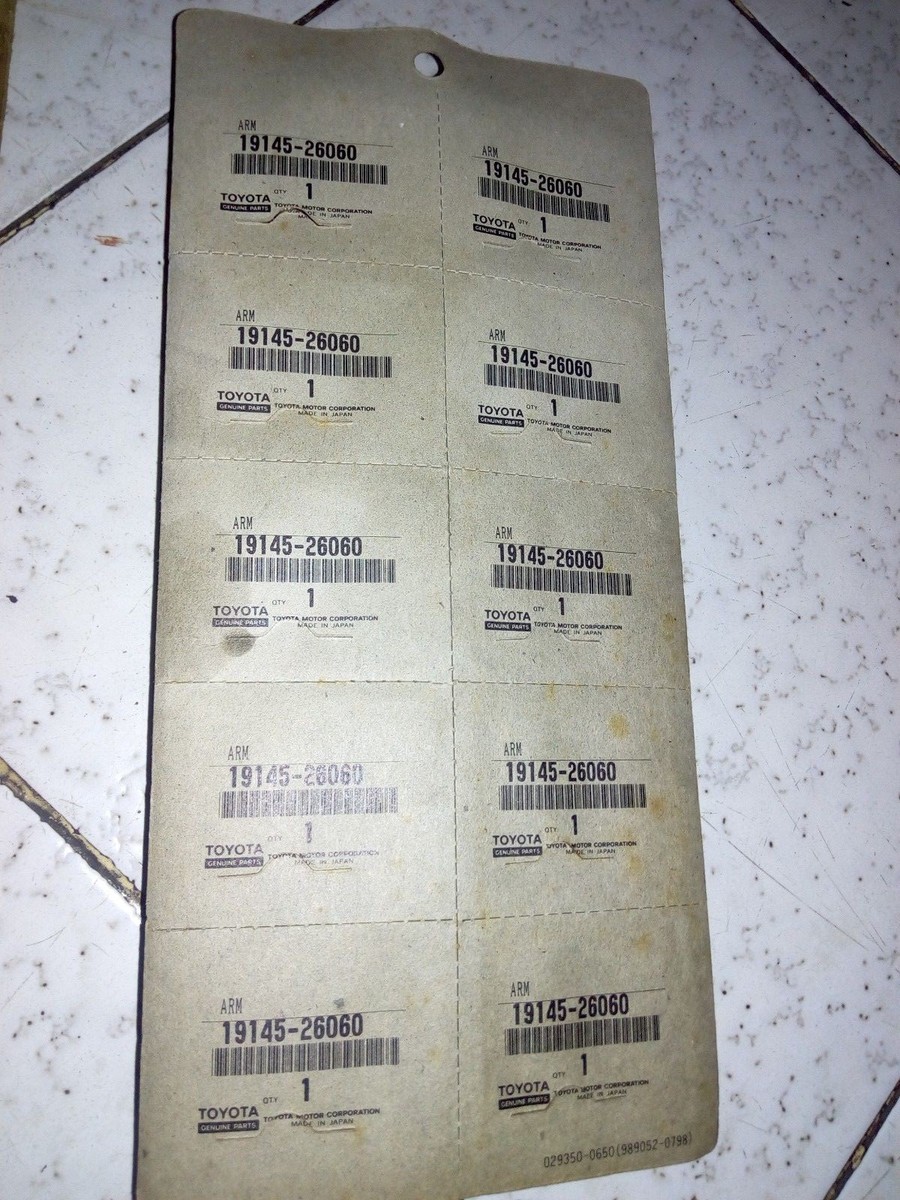 ARM
19145-26060
QTY 1
TOYOTA
GENUINE PARTS
TOYOTA MOTOR CORPORATION
MADE IN JAPAN
ARM
19145-26060
QTY 1
TOYOTA
GENUINE PARTS
TOYOTA MOTOR CORPORATION
MADE IN JAPAN
ARM
19145-26060
QTY 1
TOYOTA
GENUINE PARTS
TOYOTA MOTOR CORPORATION
MADE IN JAPAN
ARM
19145-26060
QTY 1
TOYOTA
GENUINE PARTS
TOYOTA MOTOR CORPORATION
MADE IN JAPAN
ARM
19145-26060
QTY 1
TOYOTA
GENUINE PARTS
TOYOTA MOTOR CORPORATION
MADE IN JAPAN
ARM
19145-26060
QTY 1
TOYOTA
GENUINE PARTS
TOYOTA MOTOR CORPORATION
MADE IN JAPAN
ARM
19145-26060
QTY 1
TOYOTA
GENUINE PARTS
TOYOTA MOTOR CORPORATION
MADE IN JAPAN
ARM
19145-26060
QTY 1
TOYOTA
GENUINE PARTS
TOYOTA MOTOR CORPORATION
MADE IN JAPAN
ARM
19145-26060
QTY 1
TOYOTA
GENUINE PARTS
TOYOTA MOTOR CORPORATION
MADE IN JAPAN
ARM
19145-26060
QTY 1
TOYOTA
GENUINE PARTS
TOYOTA MOTOR CORPORATION
MADE IN JAPAN
029350-0650(989052-0798)